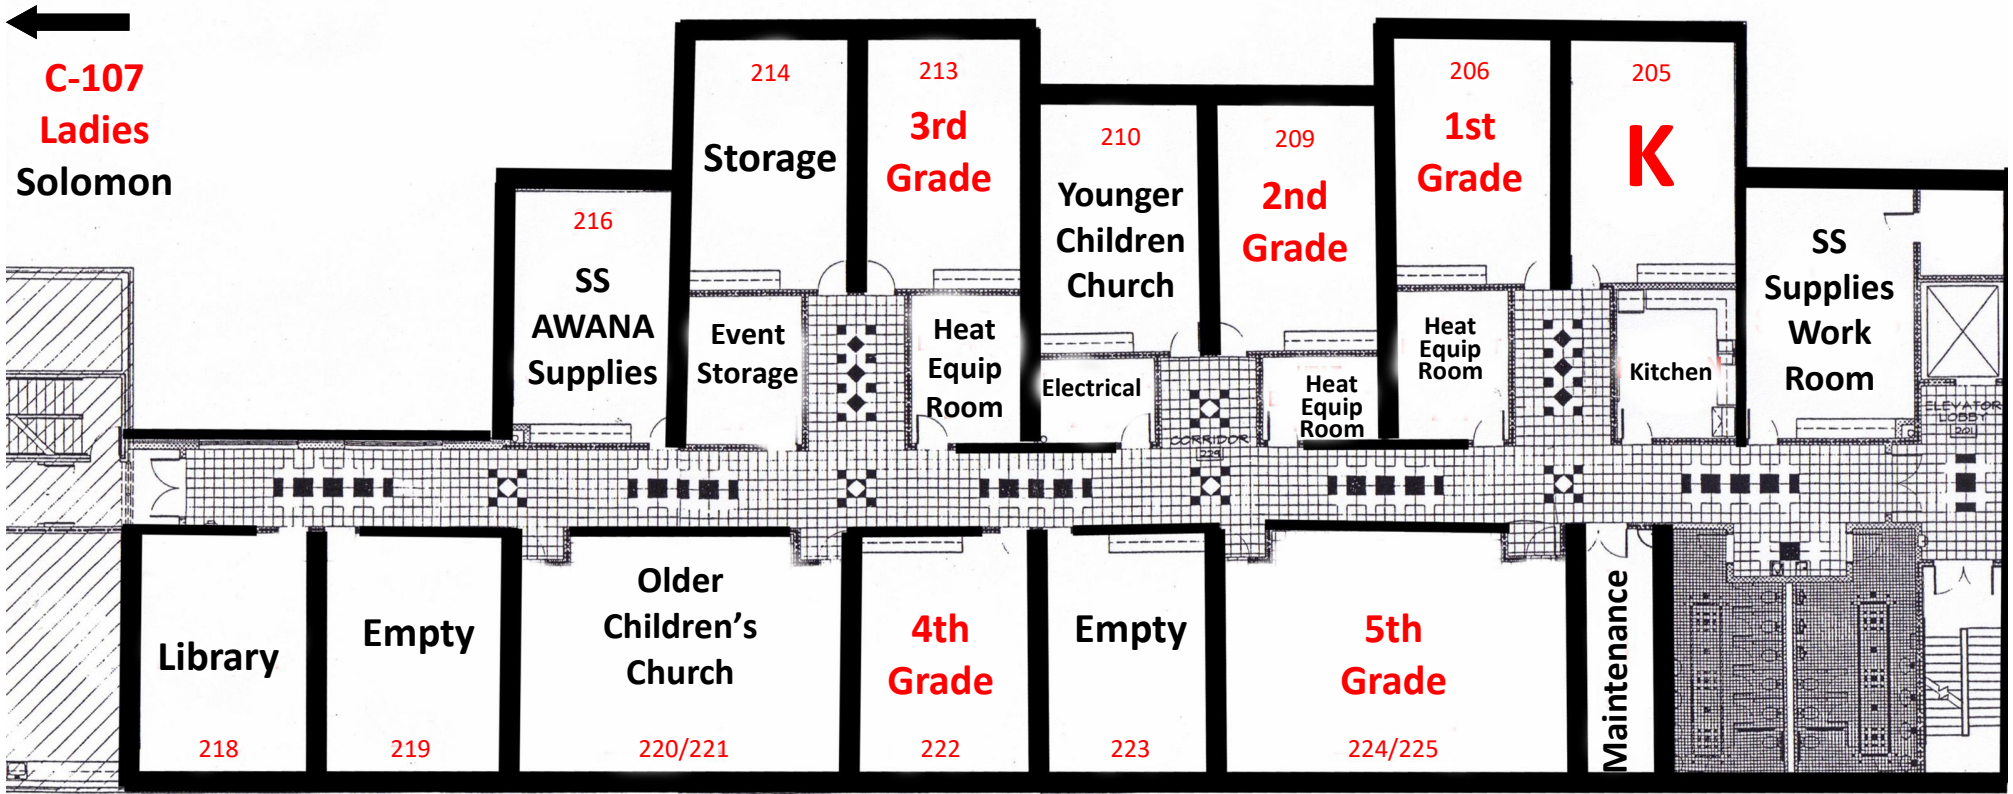 C-107
Ladies
Solomon
214
Storage
213
3rd
Grade
206
1st
Grade
205
K
210
Younger
Children
Church
209
2nd
Grade
216
SS
AWANA
Supplies
Event
Storage
Heat
Equip
Room
Electrical
Heat
Equip
Room
Heat
Equip
Room
Kitchen
SS
Supplies
Work
Room
ELEVATOR
LOBBY
201
CORRIDOR
229
Library
218
Empty
219
Older
Children’s
Church
220/221
4th
Grade
222
Empty
223
5th
Grade
224/225
Maintenance